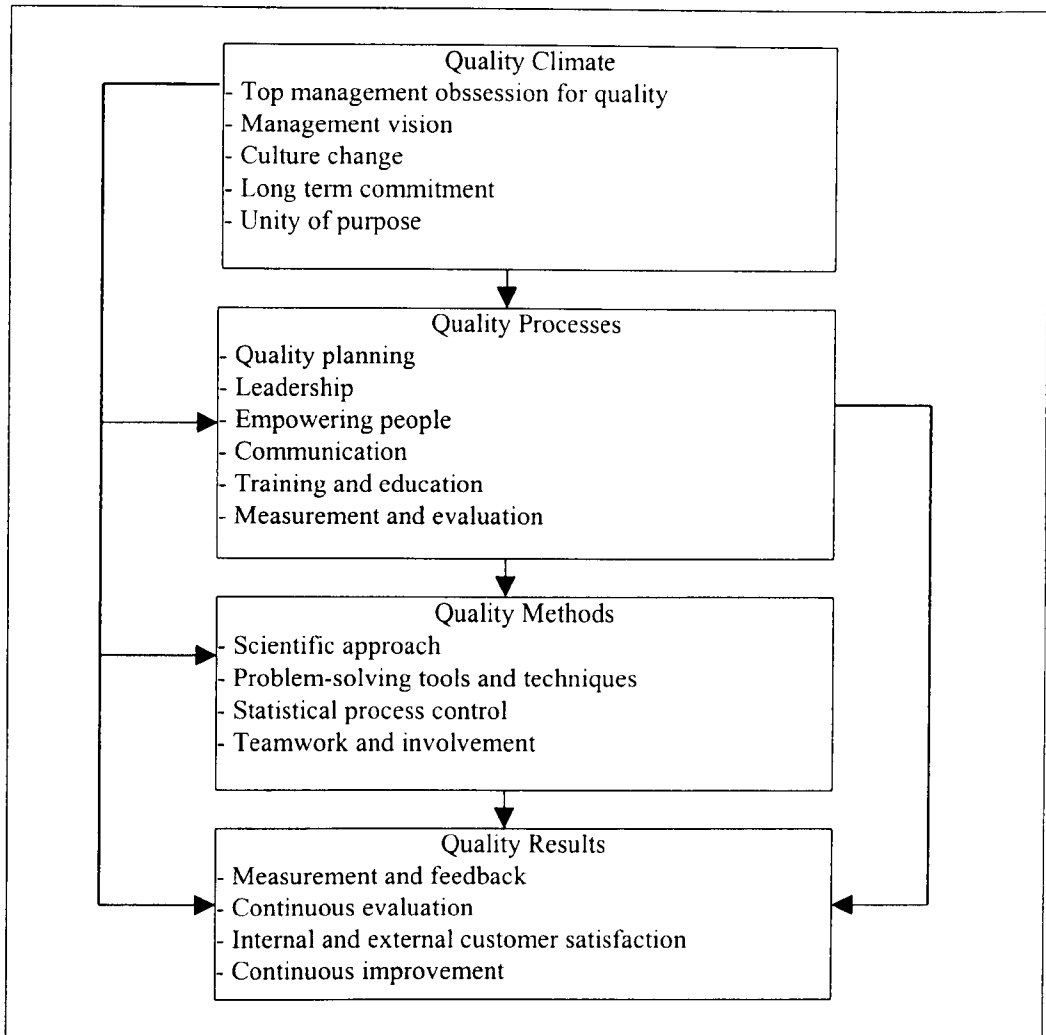 Quality Climate
- Top management obssession for quality
- Management vision
- Culture change
- Long term commitment
- Unity of purpose
Quality Processes
- Quality planning
- Leadership
- Empowering people
- Communication
- Training and education
- Measurement and evaluation
Quality Methods
- Scientific approach
- Problem-solving tools and techniques
- Statistical process control
- Teamwork and involvement
Quality Results
- Measurement and feedback
- Continuous evaluation
- Internal and external customer satisfaction
- Continuous improvement